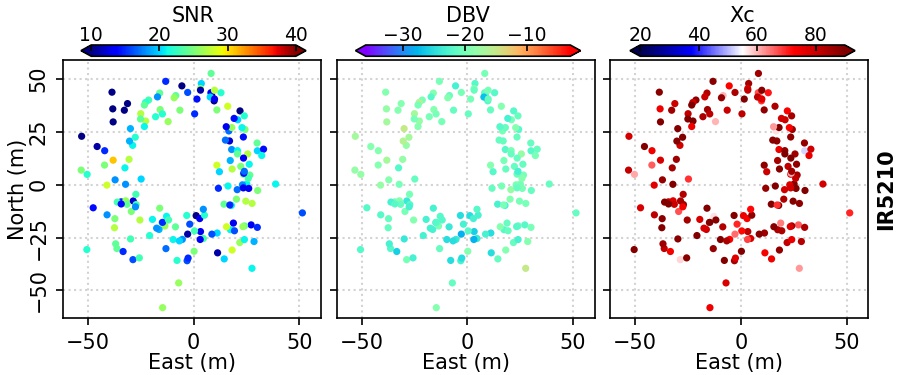 SNR DBV Xc
10 20 30 40 −30 −20 −10 20 40 60 80
50
25
0
−25
−50
North (m)
−50 0 50 −50 0 50 −50 0 50
East (m) East (m) East (m)
IR5210